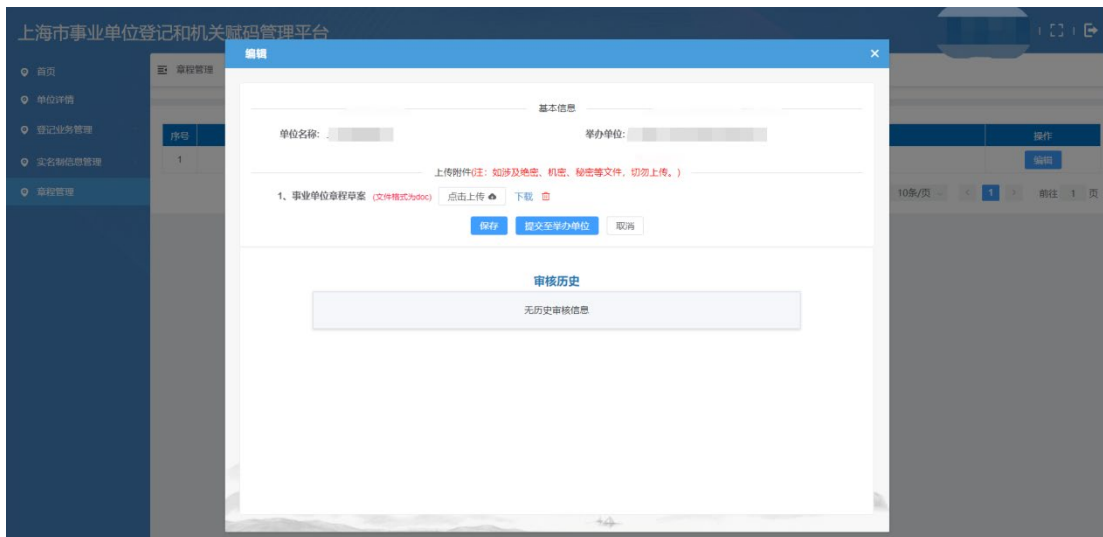 上海市事业单位登记和机关赋码管理平台
首页
单位详情
登记业务管理
实名制信息管理
章程管理
章程管理
序号
操作
1
编辑
10条/页
1
前往 1 页
编辑
基本信息
单位名称:
举办单位:
上传附件(注：如涉及绝密、机密、秘密等文件，切勿上传。)
1、事业单位章程草案 (文件格式为doc) 点击上传 下载
保存 提交至举办单位 取消
审核历史
无历史审核信息